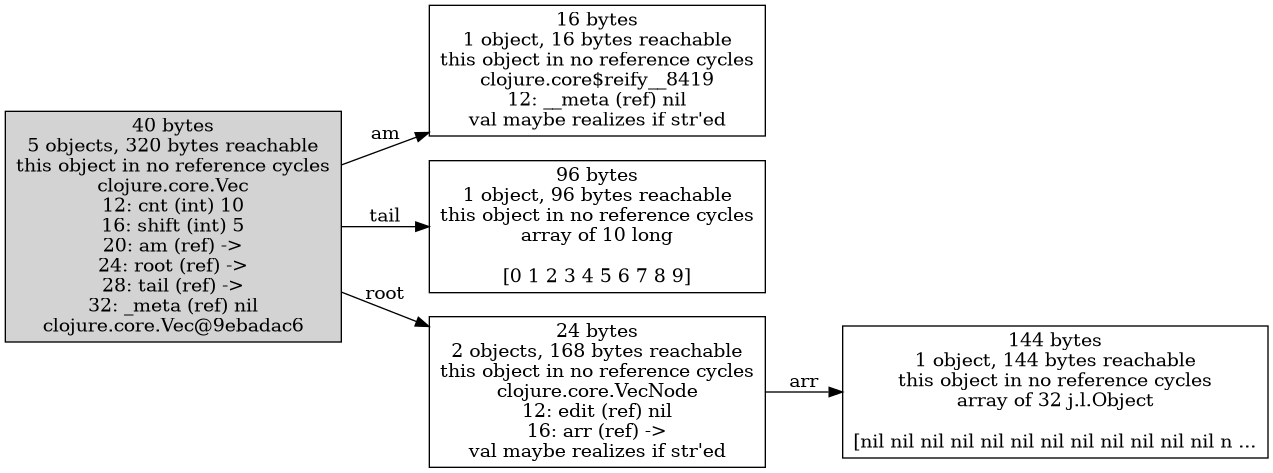 40 bytes
5 objects, 320 bytes reachable
this object in no reference cycles
clojure.core.Vec
12: cnt (int) 10
16: shift (int) 5
20: am (ref) ->
24: root (ref) ->
28: tail (ref) ->
32: _meta (ref) nil
clojure.core.Vec@9ebadac6
am
16 bytes
1 object, 16 bytes reachable
this object in no reference cycles
clojure.core$reify__8419
12: __meta (ref) nil
val maybe realizes if str'ed
tail
96 bytes
1 object, 96 bytes reachable
this object in no reference cycles
array of 10 long
[0 1 2 3 4 5 6 7 8 9]
root
24 bytes
2 objects, 168 bytes reachable
this object in no reference cycles
clojure.core.VecNode
12: edit (ref) nil
16: arr (ref) ->
val maybe realizes if str'ed
arr
144 bytes
1 object, 144 bytes reachable
this object in no reference cycles
array of 32 j.l.Object
[nil nil nil nil nil nil nil nil nil nil nil nil n ...